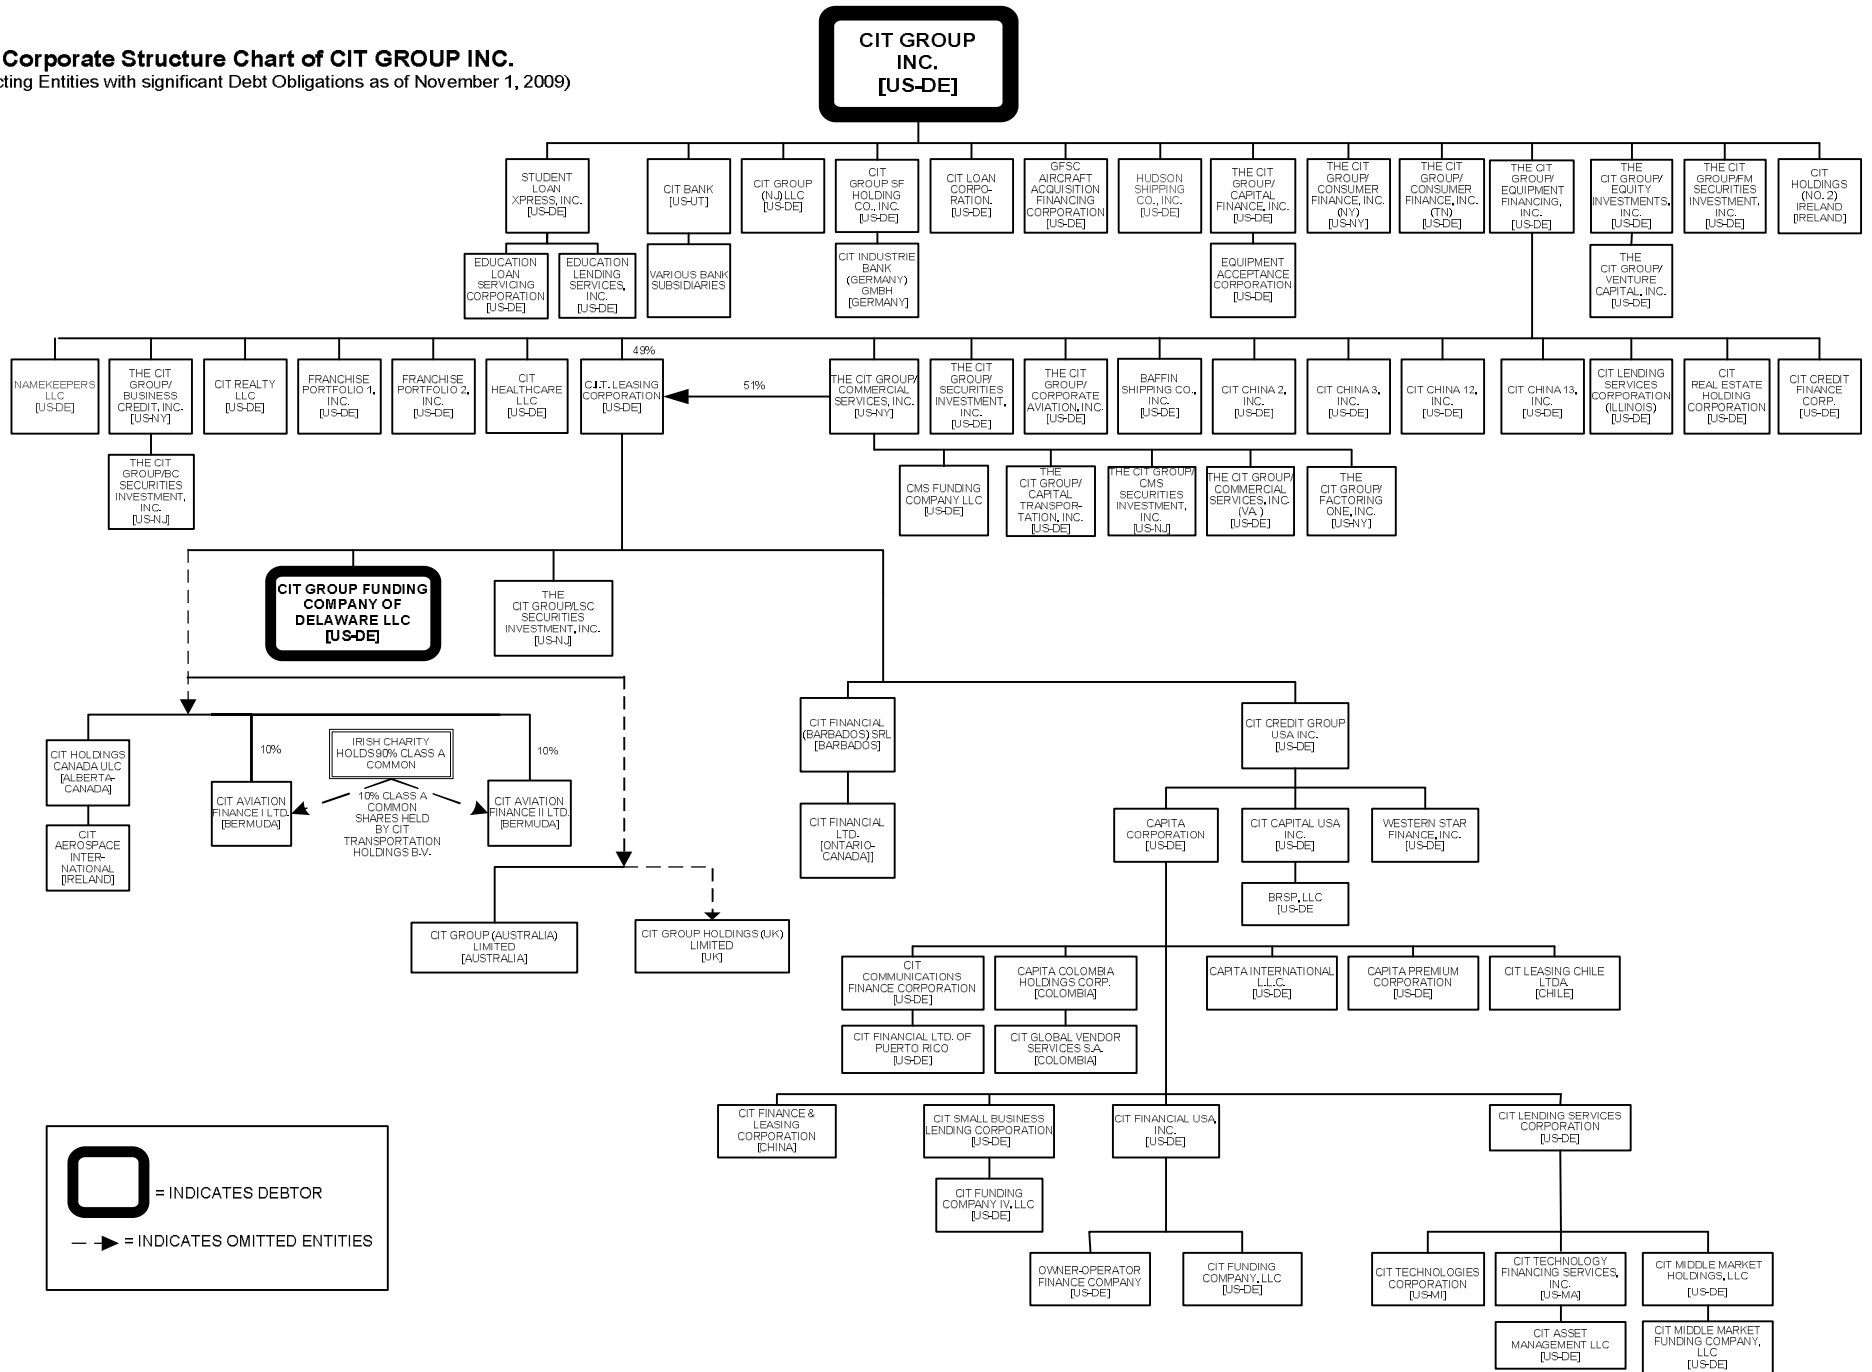 CIT GROUP
INC.
[US-DE]
Corporate Structure Chart of CIT GROUP INC.
cting Entities with significant Debt Obligations as of November 1, 2009)
STUDENT
LOAN
XPRESS, INC.
[US-DE]
CIT BANK
[US-UT]
CIT GROUP
(NJ) LLC
[US-DE]
CIT
GROUP SF
HOLDING
CO., INC.
[US-DE]
CIT LOAN
CORPO-
RATION.
[US-DE]
GFSC
AIRCRAFT
ACQUISITION
FINANCING
CORPORATION
[US-DE]
HUDSON
SHIPPING
CO., INC.
[US-DE]
THE CIT
GROUP/
CAPITAL
FINANCE, INC.
[US-DE]
THE CIT
GROUP/
CONSUMER
FINANCE, INC.
(NY)
[US-NY]
THE CIT
GROUP/
CONSUMER
FINANCE, INC.
(TN)
[US-DE]
THE CIT
GROUP/
EQUIPMENT
FINANCING,
INC.
[US-DE]
THE
CIT GROUP/
EQUITY
INVESTMENTS,
INC.
[US-DE]
THE CIT
GROUP/FM
SECURITIES
INVESTMENT,
INC.
[US-DE]
CIT
HOLDINGS
(NO. 2)
IRELAND
[IRELAND]
EDUCATION
LOAN
SERVICING
CORPORATION
[US-DE]
EDUCATION
LENDING
SERVICES,
INC.
[US-DE]
VARIOUS BANK
SUBSIDIARIES
CIT INDUSTRIE
BANK
(GERMANY)
GMBH
[GERMANY]
EQUIPMENT
ACCEPTANCE
CORPORATION
[US-DE]
THE
CIT GROUP/
VENTURE
CAPITAL, INC.
[US-DE]
NAMEKEEPERS
LLC
[US-DE]
THE CIT
GROUP/
BUSINESS
CREDIT, INC.
[US-NY]
CIT REALTY
LLC
[US-DE]
FRANCHISE
PORTFOLIO 1,
INC.
[US-DE]
FRANCHISE
PORTFOLIO 2,
INC.
[US-DE]
CIT
HEALTHCARE
LLC
[US-DE]
49%
C.I.T. LEASING
CORPORATION
[US-DE]
51%
THE CIT GROUP/
COMMERCIAL
SERVICES, INC.
[US-NY]
THE CIT
GROUP/
SECURITIES
INVESTMENT,
INC.
[US-DE]
THE CIT
GROUP/
CORPORATE
AVIATION, INC.
[US-DE]
BAFFIN
SHIPPING CO.,
INC.
[US-DE]
CIT CHINA 2,
INC.
[US-DE]
CIT CHINA 3,
INC.
[US-DE]
CIT CHINA 12,
INC.
[US-DE]
CIT CHINA 13,
INC.
[US-DE]
CIT LENDING
SERVICES
CORPORATION
(ILLINOIS)
[US-DE]
CIT
REAL ESTATE
HOLDING
CORPORATION
[US-DE]
CIT CREDIT
FINANCE
CORP.
[US-DE]
THE CIT
GROUP/BC
SECURITIES
INVESTMENT,
INC.
[US-NJ]
CMS FUNDING
COMPANY LLC
[US-DE]
THE
CIT GROUP/
CAPITAL
TRANSPOR-
TATION, INC.
[US-DE]
THE CIT GROUP/
CMS
SECURITIES
INVESTMENT,
INC.
[US-NJ]
THE CIT GROUP/
COMMERCIAL
SERVICES, INC.
(VA.)
[US-DE]
THE
CIT GROUP/
FACTORING
ONE, INC.
[US-NY]
CIT GROUP FUNDING
COMPANY OF
DELAWARE LLC
[US-DE]
THE
CIT GROUP/LSC
SECURITIES
INVESTMENT, INC.
[US-NJ]
CIT HOLDINGS
CANADA ULC
[ALBERTA-
CANADA]
10%
IRISH CHARITY
HOLDS 90% CLASS A
COMMON
10%
CIT AVIATION
FINANCE I LTD.
[BERMUDA]
10% CLASS A
COMMON
SHARES HELD
BY CIT
TRANSPORTATION
HOLDINGS B.V.
CIT AVIATION
FINANCE II LTD.
[BERMUDA]
CIT
AEROSPACE
INTER-
NATIONAL
[IRELAND]
CIT FINANCIAL
(BARBADOS) SRL
[BARBADOS]
CIT CREDIT GROUP
USA INC.
[US-DE]
CIT FINANCIAL
LTD.
[ONTARIO-
CANADA]]
CAPITA
CORPORATION
[US-DE]
CIT CAPITAL USA
INC.
[US-DE]
WESTERN STAR
FINANCE, INC.
[US-DE]
BRSP, LLC
[US-DE
CIT GROUP (AUSTRALIA)
LIMITED
[AUSTRALIA]
CIT GROUP HOLDINGS (UK)
LIMITED
[UK]
CIT
COMMUNICATIONS
FINANCE CORPORATION
[US-DE]
CAPITA COLOMBIA
HOLDINGS CORP.
[COLOMBIA]
CAPITA INTERNATIONAL
L.L.C.
[US-DE]
CAPITA PREMIUM
CORPORATION
[US-DE]
CIT LEASING CHILE
LTDA.
[CHILE]
CIT FINANCIAL LTD. OF
PUERTO RICO
[US-DE]
CIT GLOBAL VENDOR
SERVICES S.A.
[COLOMBIA]
CIT FINANCE &
LEASING
CORPORATION
[CHINA]
CIT SMALL BUSINESS
LENDING CORPORATION
[US-DE]
CIT FINANCIAL USA,
INC.
[US-DE]
CIT LENDING SERVICES
CORPORATION
[US-DE]
CIT FUNDING
COMPANY IV, LLC
[US-DE]
OWNER-OPERATOR
FINANCE COMPANY
[US-DE]
CIT FUNDING
COMPANY, LLC
[US-DE]
CIT TECHNOLOGIES
CORPORATION
[US-MI]
CIT TECHNOLOGY
FINANCING SERVICES,
INC.
[US-MA]
CIT MIDDLE MARKET
HOLDINGS, LLC
[US-DE]
CIT ASSET
MANAGEMENT LLC
[US-DE]
CIT MIDDLE MARKET
FUNDING COMPANY,
LLC
[US-DE]
= INDICATES DEBTOR
= INDICATES OMITTED ENTITIES